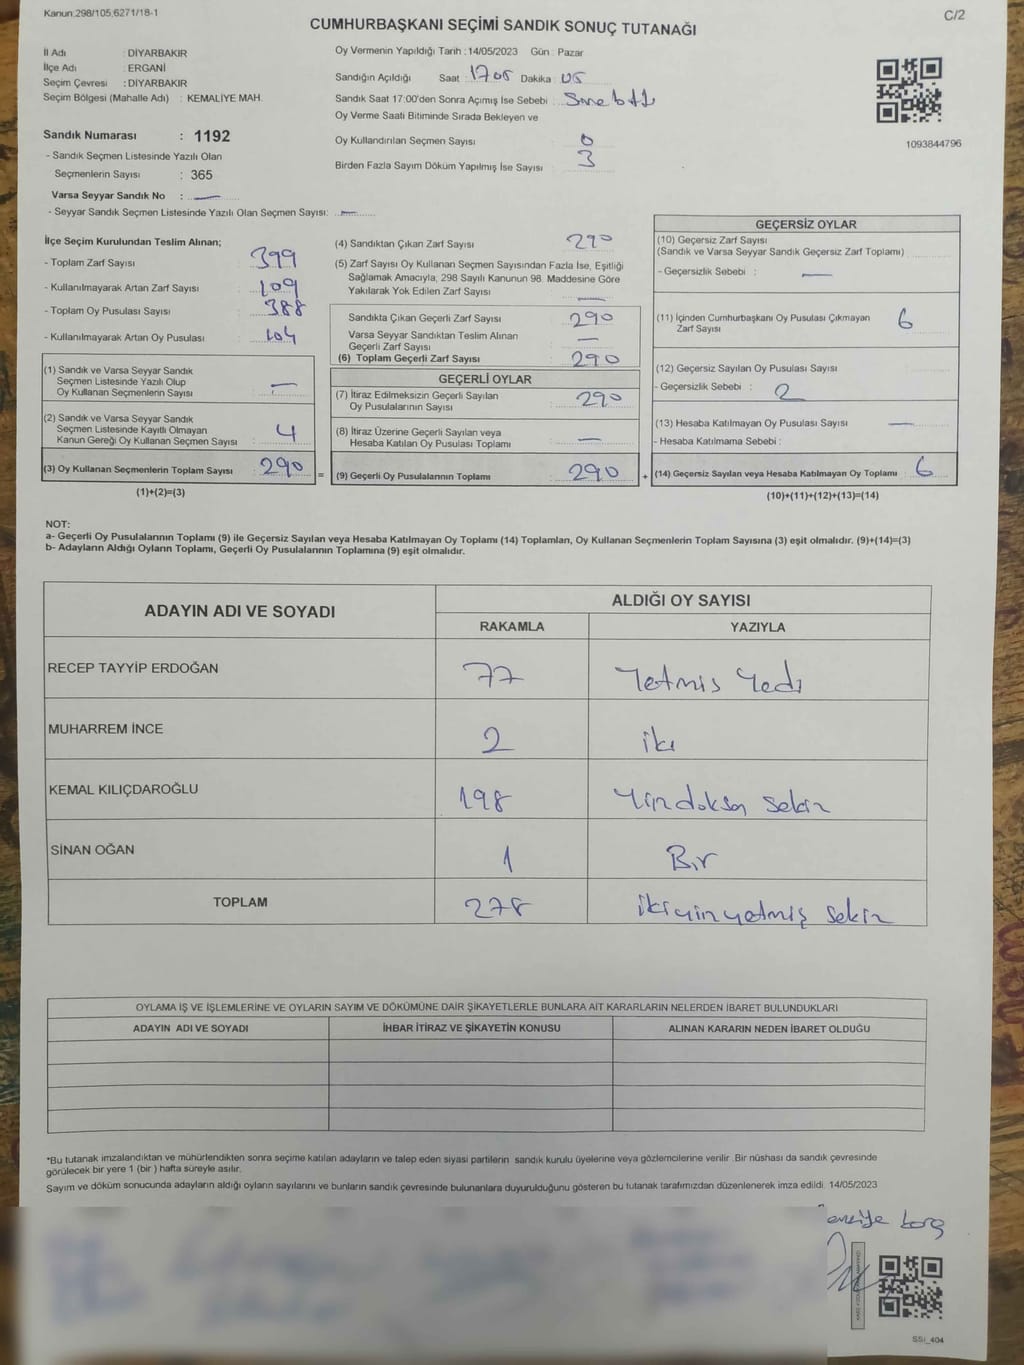 Kanun:298/105,6271/18-1
C/2
CUMHURBAŞKANI SEÇİMİ SANDIK SONUÇ TUTANAĞI
İl Adı : DİYARBAKIR
İlçe Adı : ERGANİ
Seçim Çevresi : DİYARBAKIR
Seçim Bölgesi (Mahalle Adı) : KEMALİYE MAH.
Oy Vermenin Yapıldığı Tarih : 14/05/2023 Gün : Pazar
Sandığın Açıldığı Saat : 1705 Dakika : 05
Sandık Saat 17:00'den Sonra Açımış İse Sebebi :
Oy Verme Saati Bitiminde Sırada Bekleyen ve
Oy Kullandırılan Seçmen Sayısı 0
Birden Fazla Sayım Döküm Yapılmış İse Sayısı 3
1093844796
Sandık Numarası : 1192
- Sandık Seçmen Listesinde Yazılı Olan
Seçmenlerin Sayısı : 365
Varsa Seyyar Sandık No : —
- Seyyar Sandık Seçmen Listesinde Yazılı Olan Seçmen Sayısı: —
İlçe Seçim Kurulundan Teslim Alınan;
- Toplam Zarf Sayısı 399
- Kullanılmayarak Artan Zarf Sayısı 109
- Toplam Oy Pusulası Sayısı 388
- Kullanılmayarak Artan Oy Pusulası 104
(1) Sandık ve Varsa Seyyar Sandık
Seçmen Listesinde Yazılı Olup
Oy Kullanan Seçmenlerin Sayısı : —
(2) Sandık ve Varsa Seyyar Sandık
Seçmen Listesinde Kayıtlı Olmayan
Kanun Gereği Oy Kullanan Seçmen Sayısı 4
(3) Oy Kullanan Seçmenlerin Toplam Sayısı 290
(1)+(2)=(3)
=
(4) Sandıktan Çıkan Zarf Sayısı 290
(5) Zarf Sayısı Oy Kullanan Seçmen Sayısından Fazla İse, Eşitliği
Sağlamak Amacıyla, 298 Sayılı Kanunun 98. Maddesine Göre
Yakılarak Yok Edilen Zarf Sayısı —
Sandıkta Çıkan Geçerli Zarf Sayısı 290
Varsa Seyyar Sandıktan Teslim Alınan
Geçerli Zarf Sayısı —
(6) Toplam Geçerli Zarf Sayısı 290
GEÇERLİ OYLAR
(7) İtiraz Edilmeksizin Geçerli Sayılan
Oy Pusulalarının Sayısı 290
(8) İtiraz Üzerine Geçerli Sayılan veya
Hesaba Katılan Oy Pusulası Toplamı —
(9) Geçerli Oy Pusulalarının Toplamı 290
+
GEÇERSİZ OYLAR
(10) Geçersiz Zarf Sayısı
(Sandık ve Varsa Seyyar Sandık Geçersiz Zarf Toplamı)
- Geçersizlik Sebebi : —
(11) İçinden Cumhurbaşkanı Oy Pusulası Çıkmayan 6
Zarf Sayısı
(12) Geçersiz Sayılan Oy Pusulası Sayısı
- Geçersizlik Sebebi : 2
(13) Hesaba Katılmayan Oy Pusulası Sayısı —
- Hesaba Katılmama Sebebi :
(14) Geçersiz Sayılan veya Hesaba Katılmayan Oy Toplamı : 6
(10)+(11)+(12)+(13)=(14)
NOT:
a- Geçerli Oy Pusulalarının Toplamı (9) ile Geçersiz Sayılan veya Hesaba Katılmayan Oy Toplamı (14) Toplamları, Oy Kullanan Seçmenlerin Toplam Sayısına (3) eşit olmalıdır. (9)+(14)=(3)
b- Adayların Aldığı Oyların Toplamı, Geçerli Oy Pusulalarının Toplamına (9) eşit olmalıdır.
ADAYIN ADI VE SOYADI
ALDIĞI OY SAYISI
RAKAMLA YAZIYLA
RECEP TAYYİP ERDOĞAN 77 Yetmis Yedi
MUHARREM İNCE 2 iki
KEMAL KILIÇDAROĞLU 198 Yüzdoksan Sekiz
SİNAN OĞAN 1 Bir
TOPLAM 278 ikiyüzyetmiş Sekiz
OYLAMA İŞ VE İŞLEMLERİNE VE OYLARIN SAYIM VE DÖKÜMÜNE DAİR ŞİKAYETLERLE BUNLARA AİT KARARLARIN NELERDEN İBARET BULUNDUKLARI
ADAYIN ADI VE SOYADI İHBAR İTİRAZ VE ŞİKAYETİN KONUSU ALINAN KARARIN NEDEN İBARET OLDUĞU
*Bu tutanak imzalandıktan ve mühürlendikten sonra seçime katılan adayların ve talep eden siyasi partilerin sandık kurulu üyelerine veya gözlemcilerine verilir .Bir nüshası da sandık çevresinde
görülecek bir yere 1 (bir ) hafta süreyle asılır.
Sayım ve döküm sonucunda adayların aldığı oyların sayılarını ve bunların sandık çevresinde bulunanlara duyurulduğunu gösteren bu tutanak tarafımızdan düzenlenerek imza edildi. 14/05/2023
SSİ_404